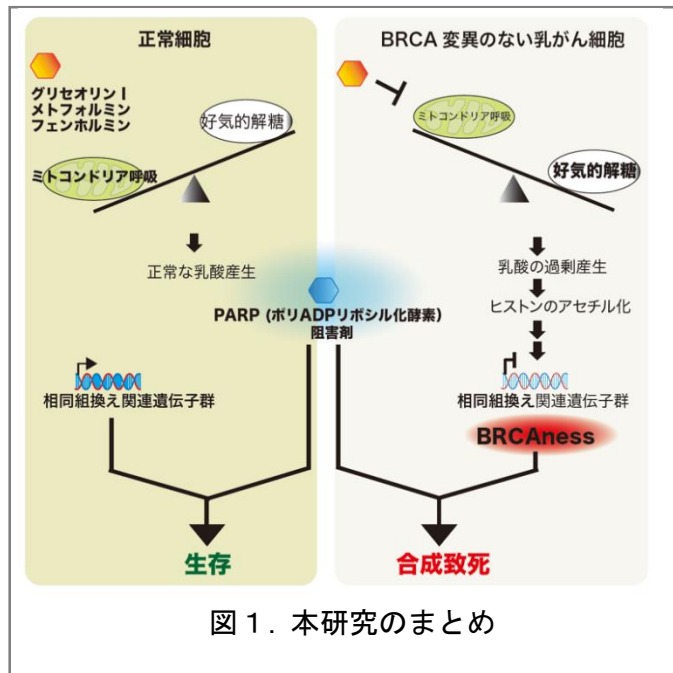 正常細胞
グリセオリンⅠ
メトフォルミン
フェンホルミン
好気的解糖
ミトコンドリア呼吸
正常な乳酸産生
BRCA 変異のない乳がん細胞
ミトコンドリア呼吸
好気的解糖
乳酸の過剰産生
ヒストンのアセチル化
PARP (ポリADPリボシル化酵素)
阻害剤
相同組換え関連遺伝子群
相同組換え関連遺伝子群
BRCAness
生存
合成致死
図１. 本研究のまとめ